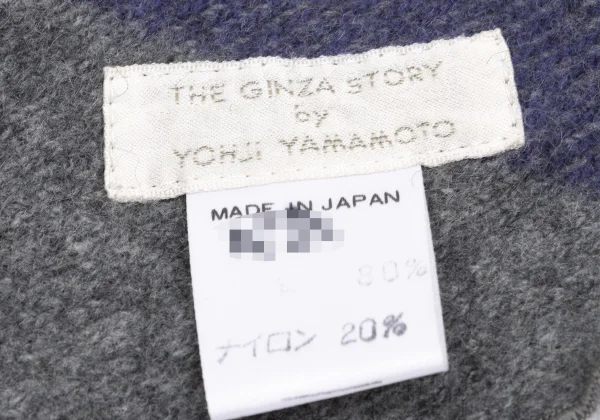 THE GINZA STORY
by
YOHJI YAMAMOTO
MADE IN JAPAN
80%
ナイロン 20%